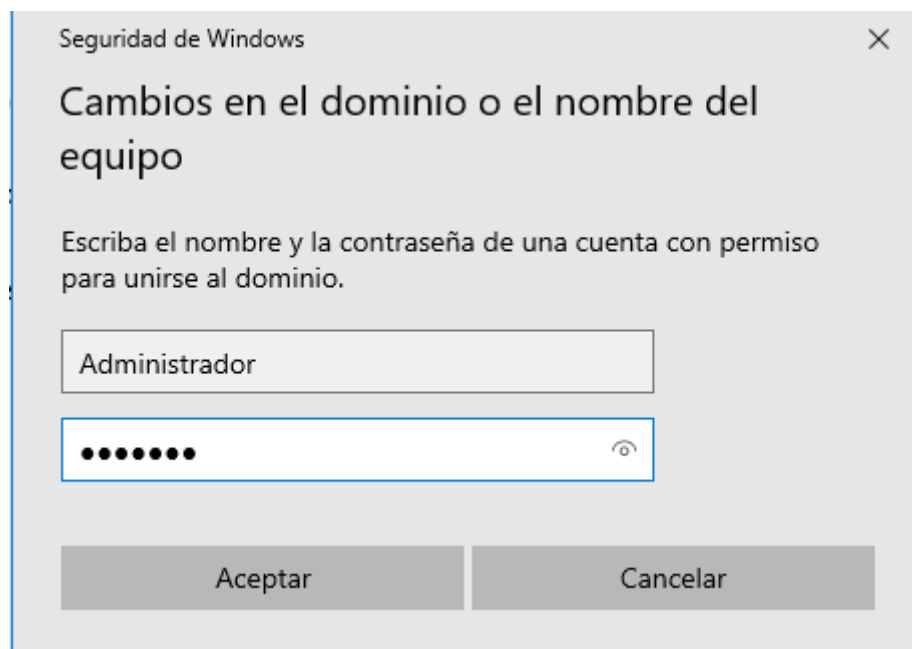 Seguridad de Windows
Cambios en el dominio o el nombre del
equipo
Escriba el nombre y la contraseña de una cuenta con permiso
para unirse al dominio.
Administrador
●●●●●●●
Aceptar
Cancelar